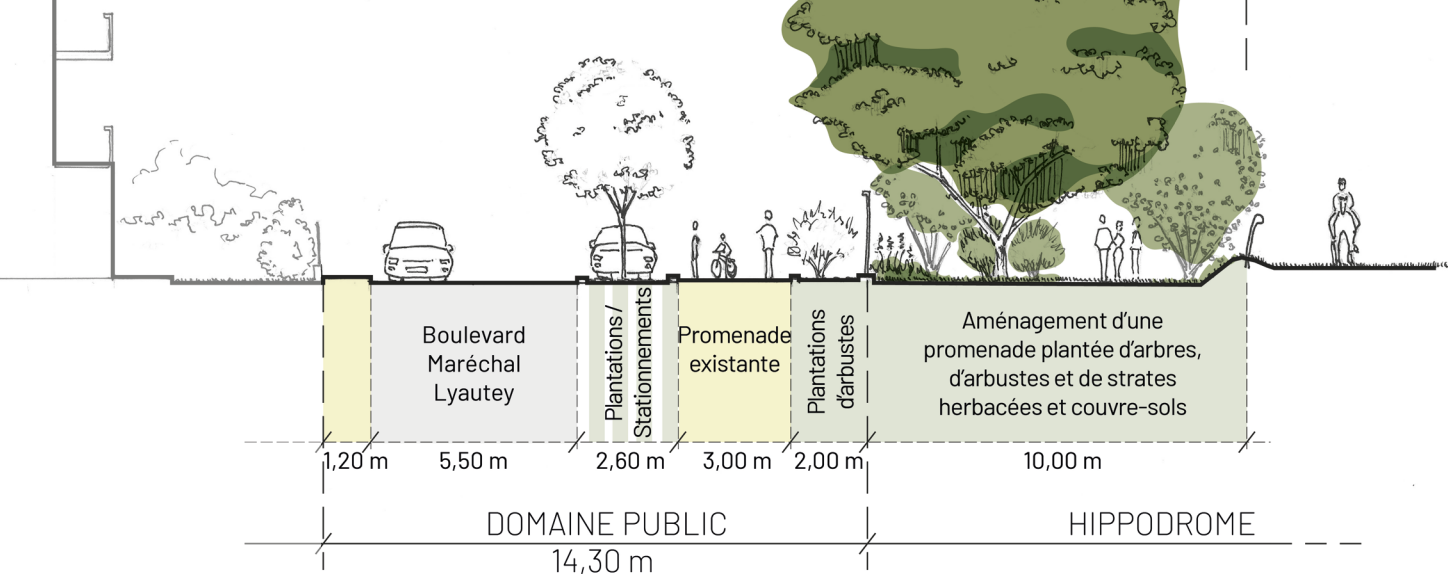 Boulevard
Maréchal
Lyautey
Plantations /
Stationnements
Promenade
existante
Plantations
d'arbustes
Aménagement d'une
promenade plantée d'arbres,
d'arbustes et de strates
herbacées et couvre-sols
1,20 m
5,50 m
2,60 m
3,00 m
2,00 m
10,00 m
DOMAINE PUBLIC
HIPPODROME
14,30 m